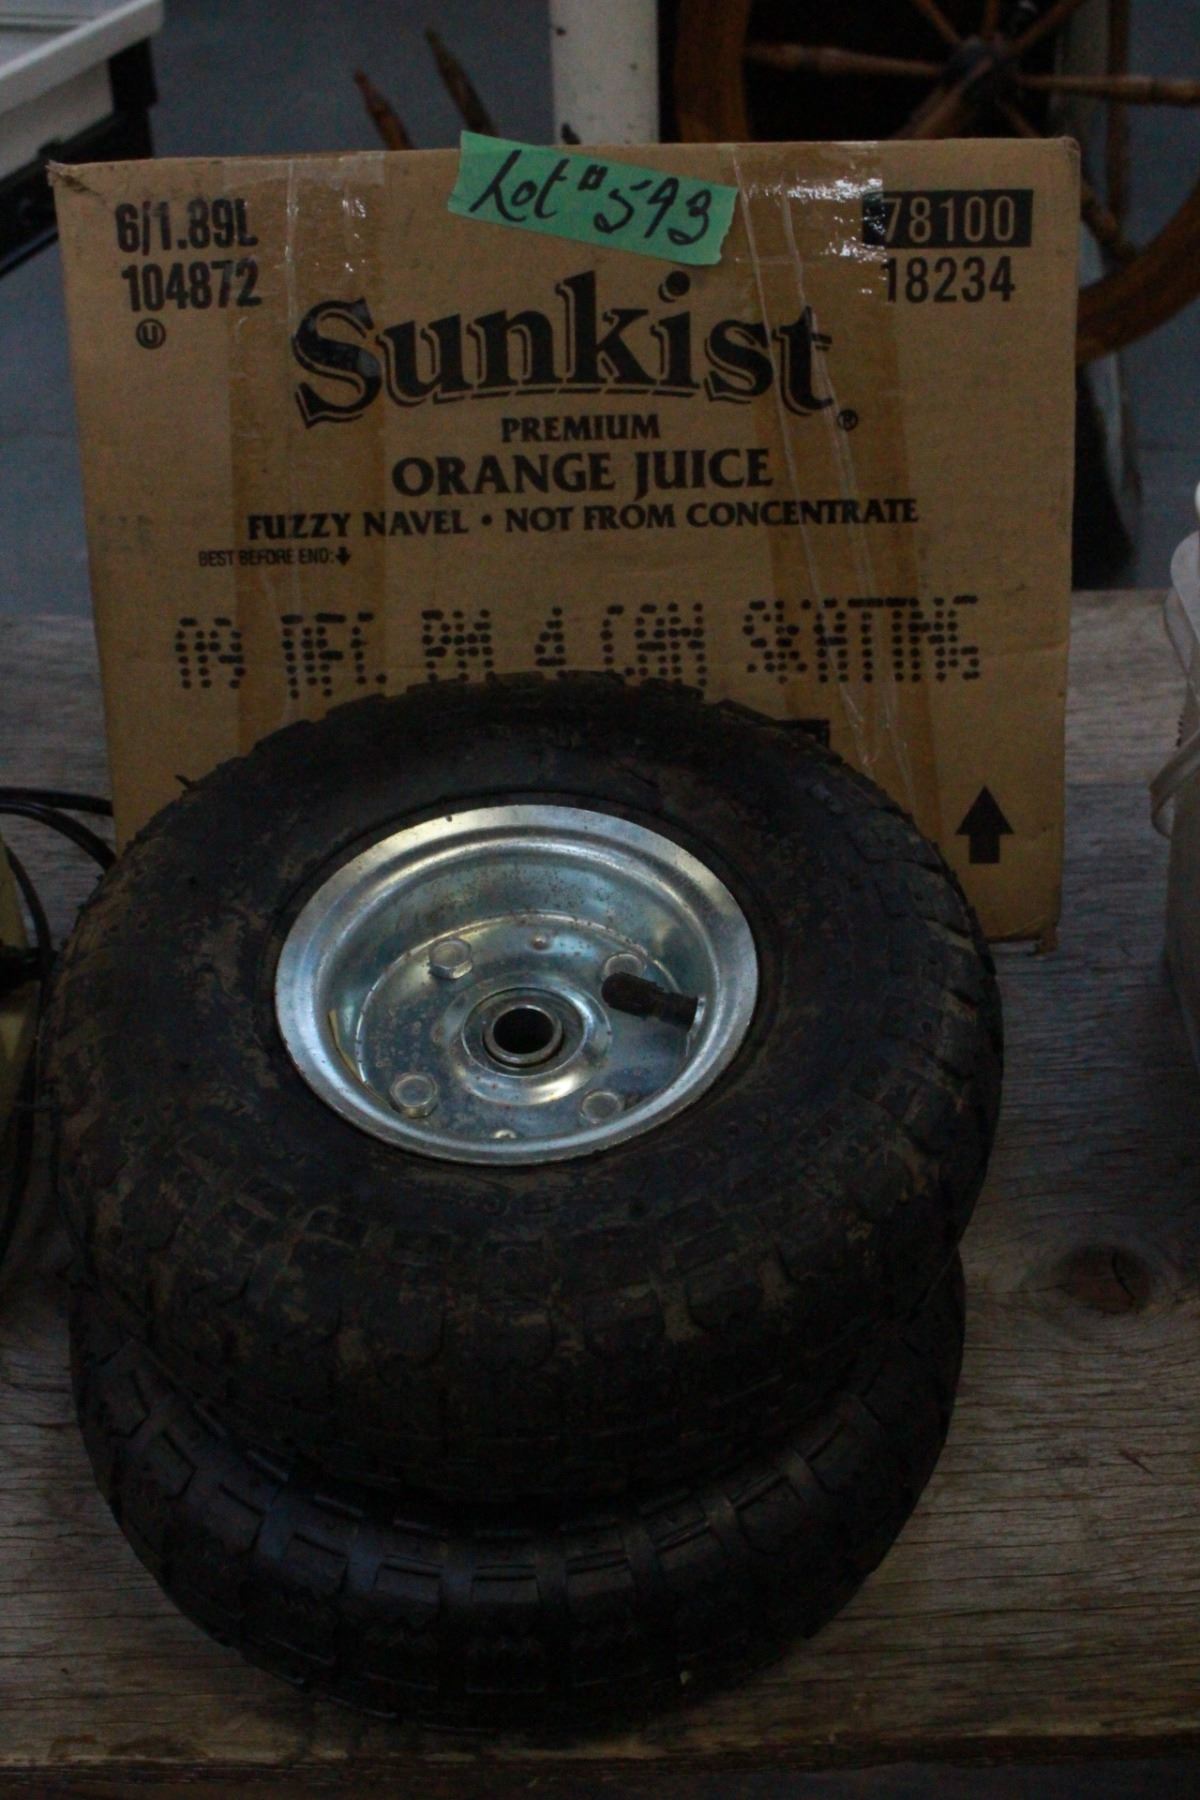 Lot #593
6/1.89L
104872
U
78100
18234
Sunkist®
PREMIUM
ORANGE JUICE
FUZZY NAVEL • NOT FROM CONCENTRATE
BEST BEFORE END: